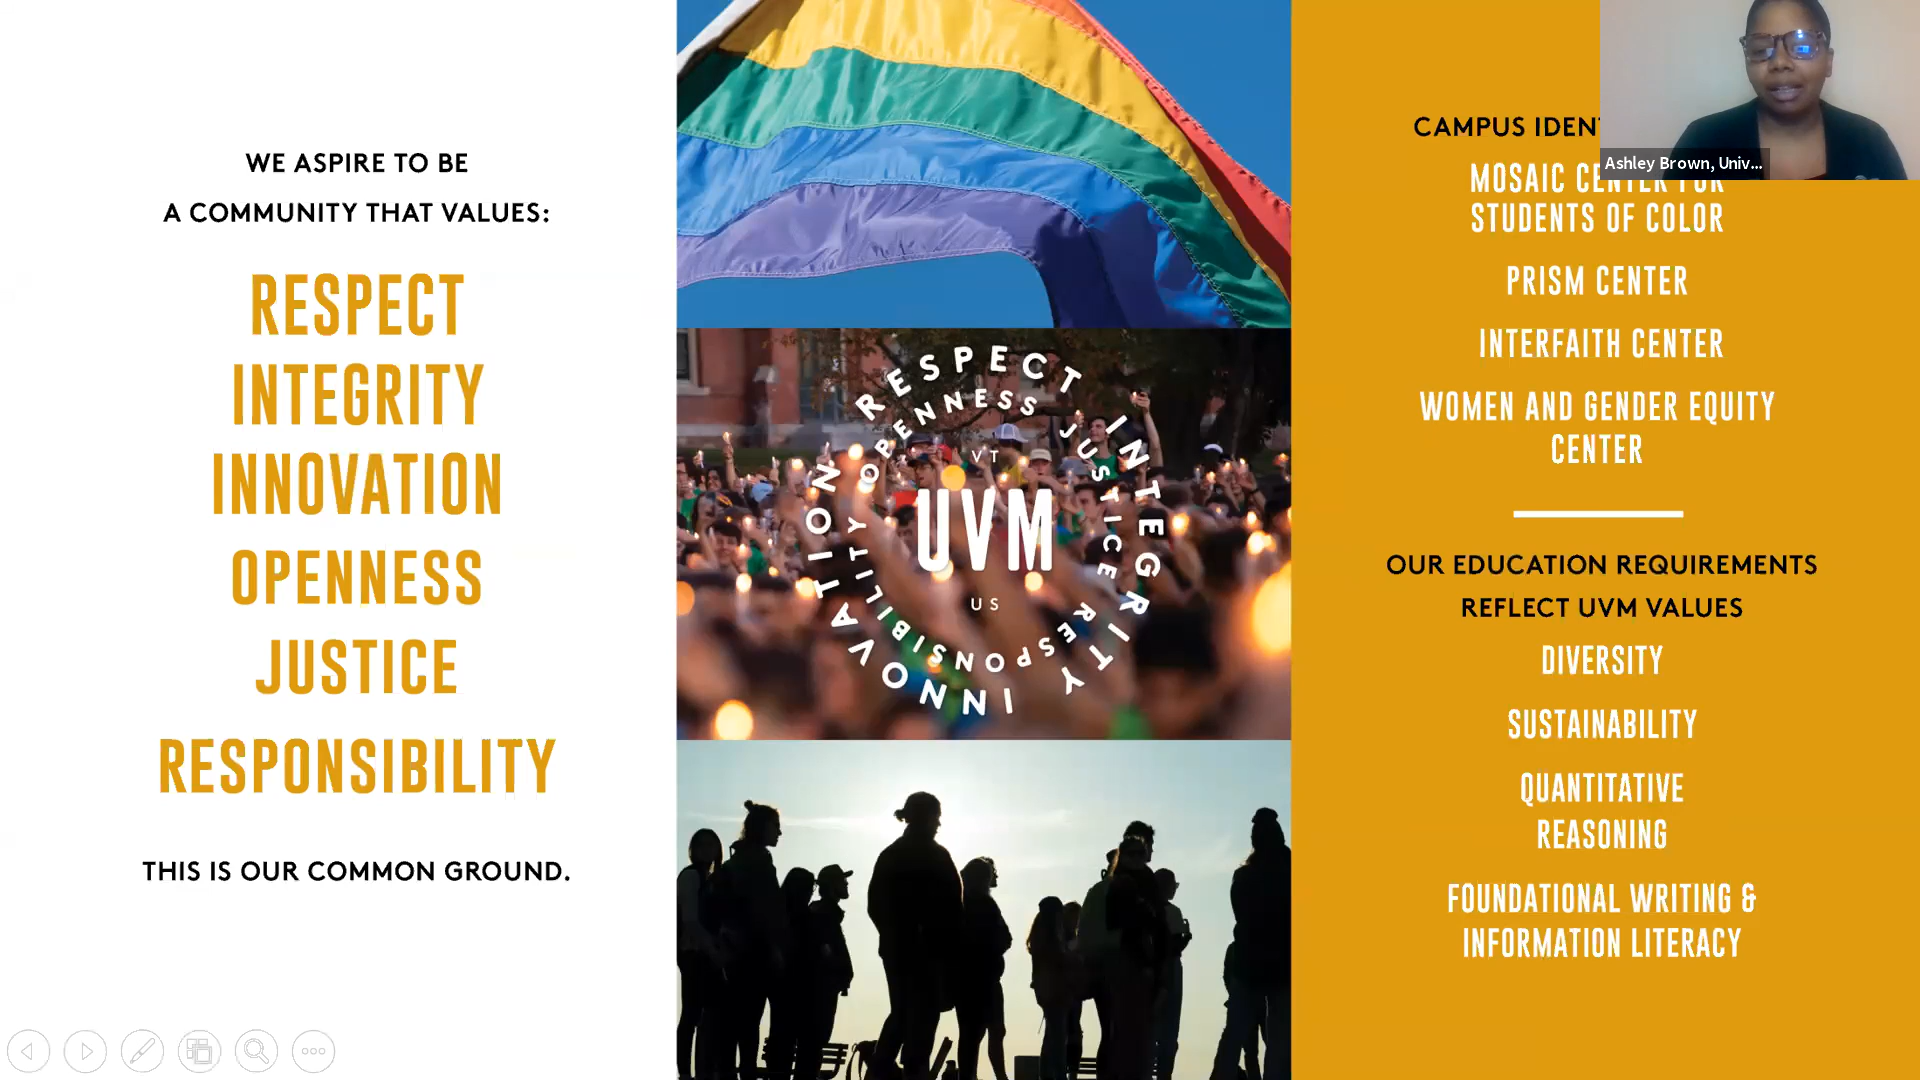 WE ASPIRE TO BE
A COMMUNITY THAT VALUES:
RESPECT
INTEGRITY
INNOVATION
OPENNESS
JUSTICE
RESPONSIBILITY
THIS IS OUR COMMON GROUND.
RESPECT INTEGRITY INNOVATION
OPENNESS JUSTICE RESPONSIBILITY
VT
UVM
US
CAMPUS
MOSAIC CENTER FOR
STUDENTS OF COLOR
PRISM CENTER
INTERFAITH CENTER
WOMEN AND GENDER EQUITY
CENTER
OUR EDUCATION REQUIREMENTS
REFLECT UVM VALUES
DIVERSITY
SUSTAINABILITY
QUANTITATIVE
REASONING
FOUNDATIONAL WRITING &
INFORMATION LITERACY
Ashley Brown, Univ...